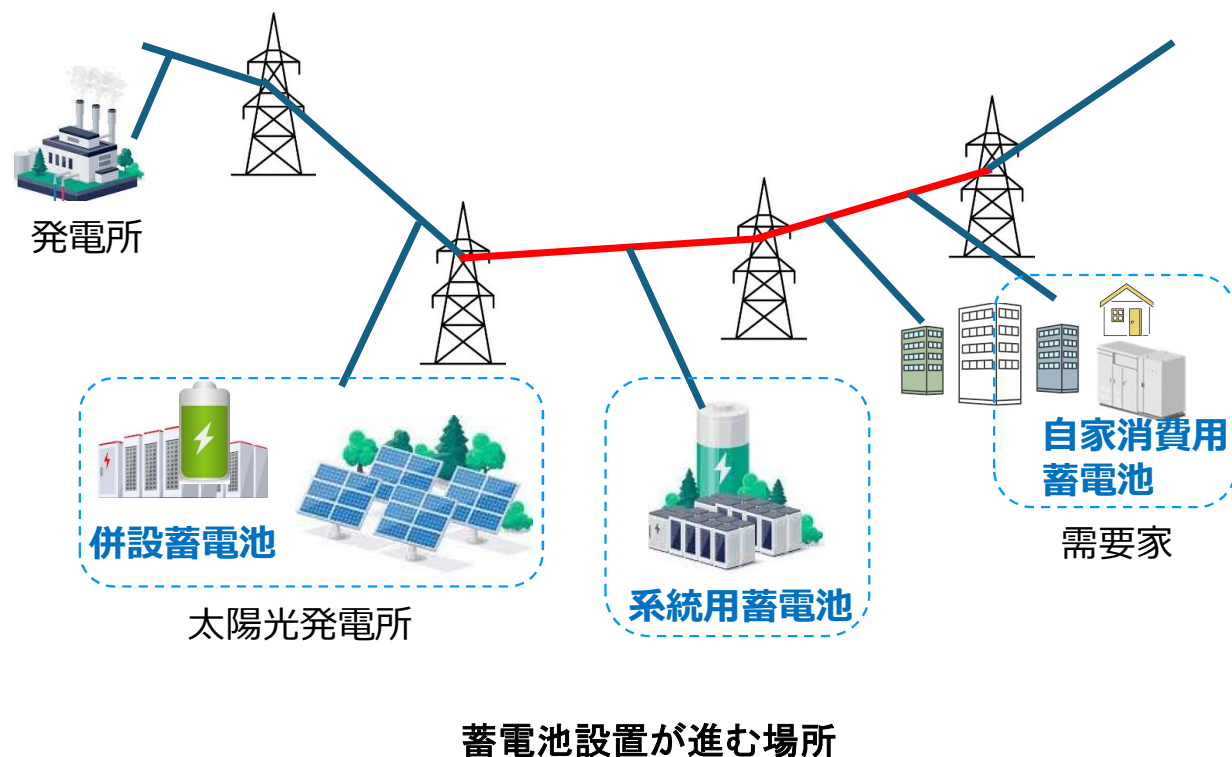 発電所
併設蓄電池
太陽光発電所
系統用蓄電池
自家消費用
蓄電池
需要家
蓄電池設置が進む場所